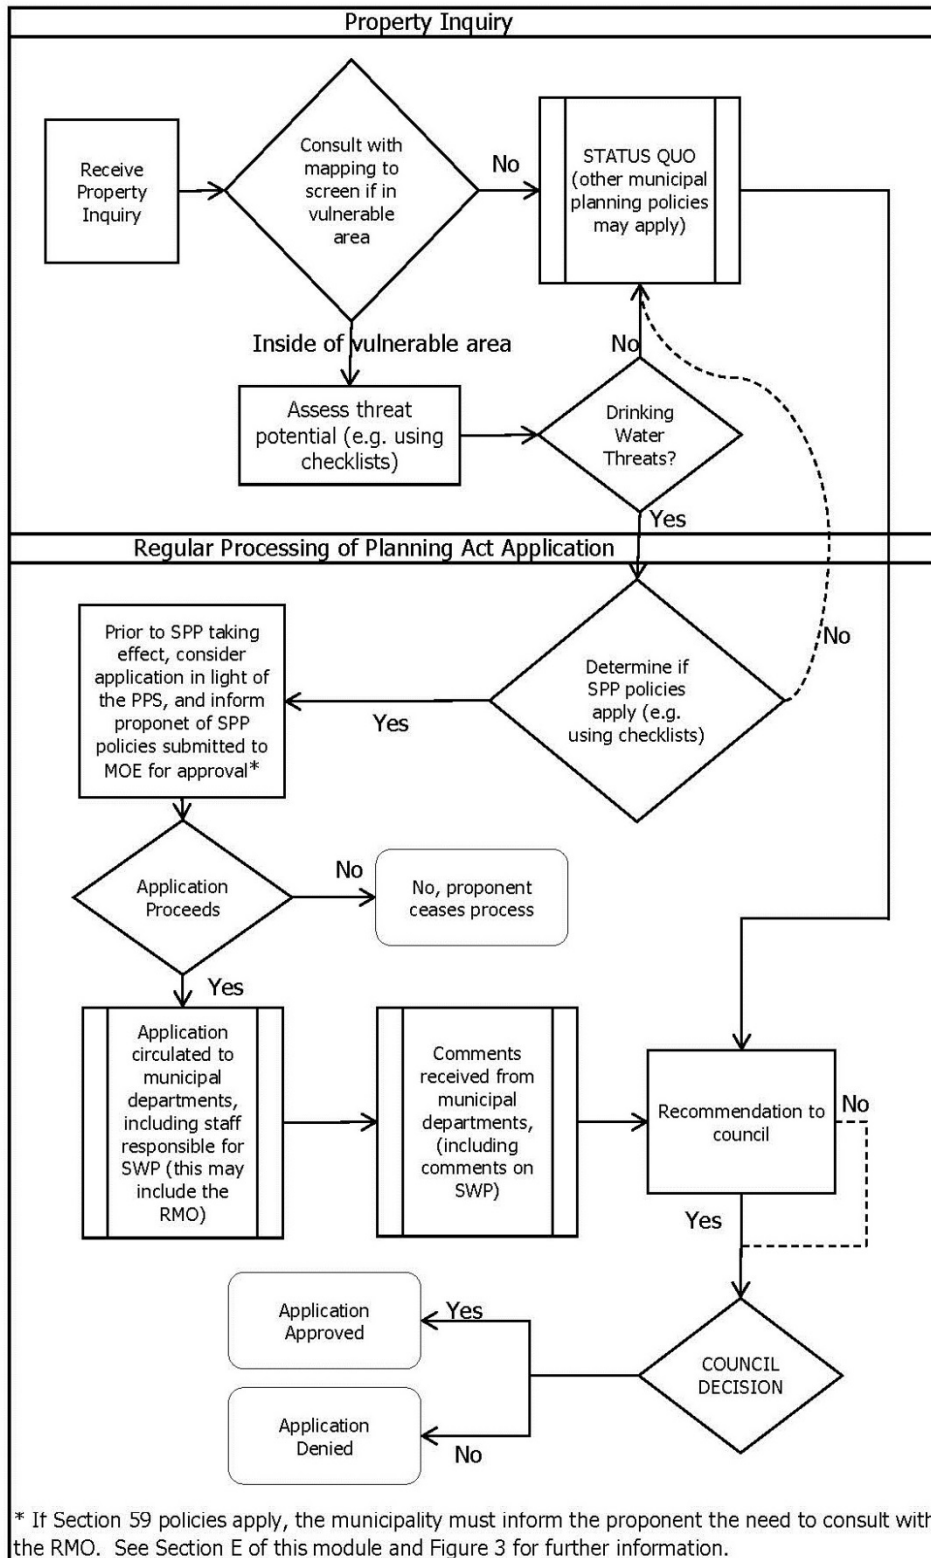 Property Inquiry
Receive
Property
Inquiry
Consult with
mapping to
screen if in
vulnerable
area
No
STATUS QUO
(other municipal
planning policies
may apply)
Inside of vulnerable area
No
Assess threat
potential (e.g. using
checklists)
Drinking
Water
Threats?
Yes
Regular Processing of Planning Act Application
Prior to SPP taking
effect, consider
application in light of
the PPS, and inform
proponet of SPP
policies submitted to
MOE for approval*
Yes
Determine if
SPP policies
apply (e.g.
using checklists)
No
Application
Proceeds
No
No, proponent
ceases process
Yes
Application
circulated to
municipal
departments,
including staff
responsible for
SWP (this may
include the
RMO)
Comments
received from
municipal
departments,
(including
comments on
SWP)
Recommendation to
council
No
Yes
Application
Approved
Yes
COUNCIL
DECISION
Application
Denied
No
* If Section 59 policies apply, the municipality must inform the proponent the need to consult with
the RMO. See Section E of this module and Figure 3 for further information.